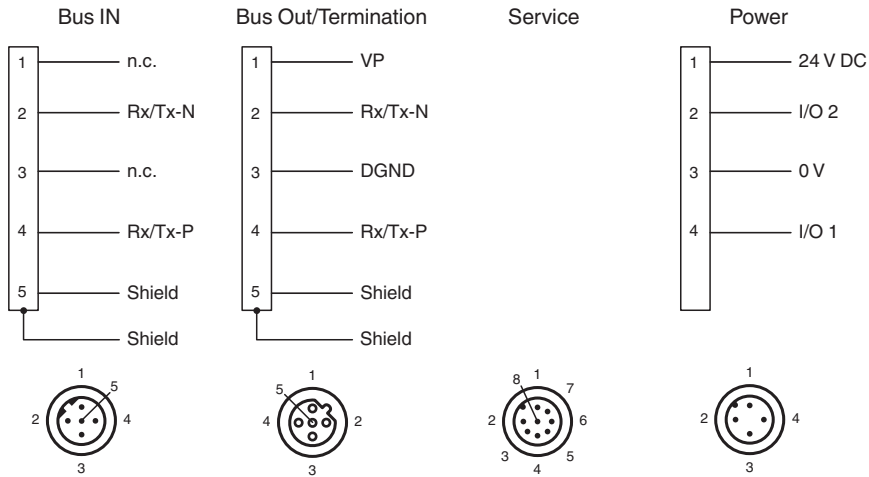 Bus IN
Bus Out/Termination
Service
Power
1 n.c.
2 Rx/Tx-N
3 n.c.
4 Rx/Tx-P
5 Shield
Shield
1 VP
2 Rx/Tx-N
3 DGND
4 Rx/Tx-P
5 Shield
Shield
1 24 V DC
2 I/O 2
3 0 V
4 I/O 1
1
5
2
4
3
1
5
4
2
3
8
1
7
2
6
3
5
4
1
2
4
3